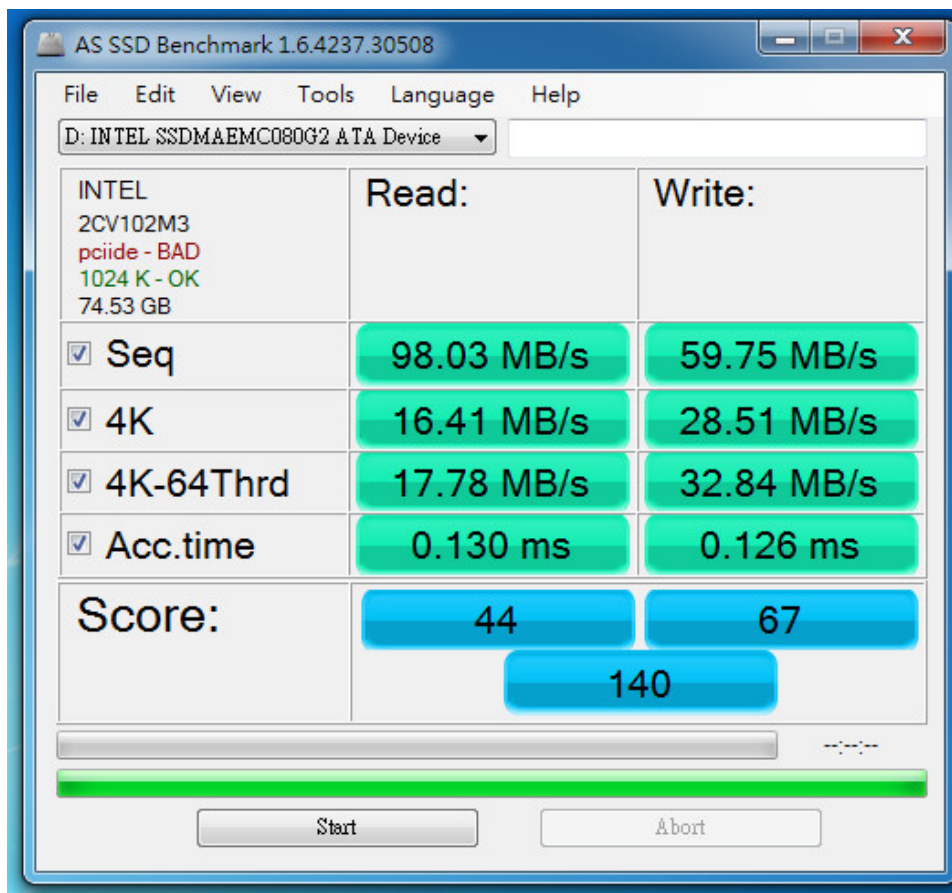 AS SSD Benchmark 1.6.4237.30508
File Edit View Tools Language Help
D: INTEL SSDMAEMC080G2 ATA Device
INTEL
2CV102M3
pciide - BAD
1024 K - OK
74.53 GB
Read: Write:
Seq 98.03 MB/s 59.75 MB/s
4K 16.41 MB/s 28.51 MB/s
4K-64Thrd 17.78 MB/s 32.84 MB/s
Acc.time 0.130 ms 0.126 ms
Score: 44 67
140
--:--:--
Start Abort